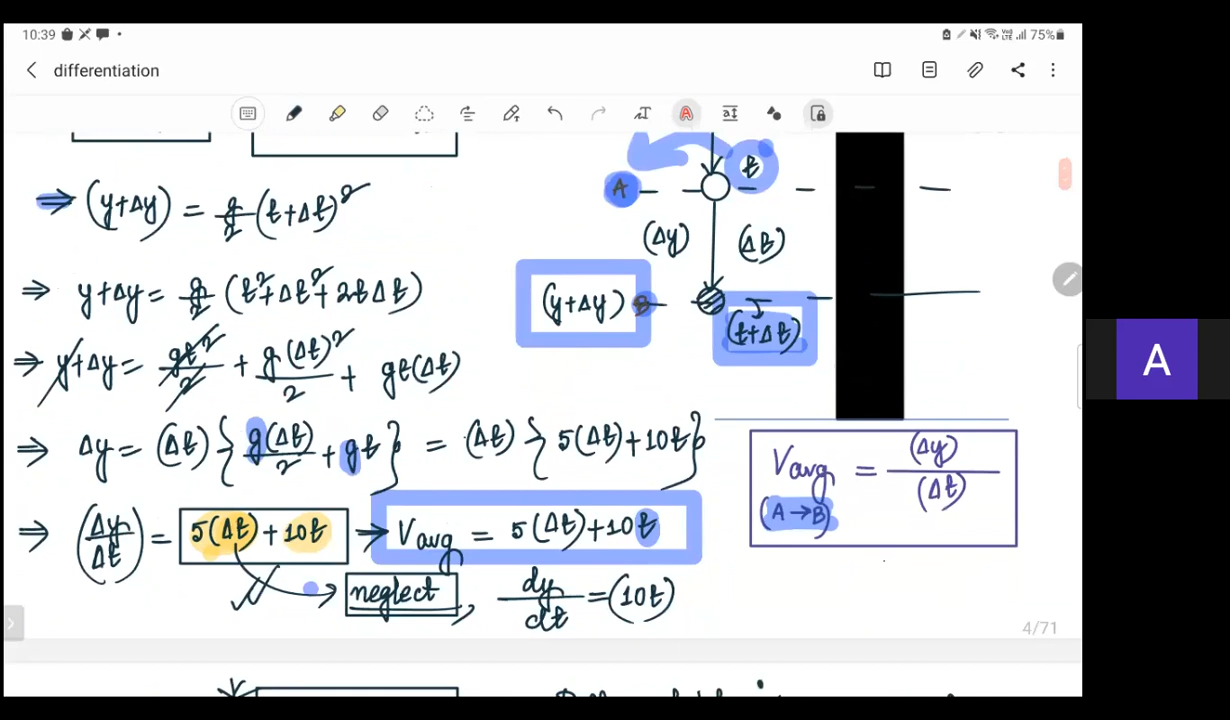 10:39
75%
differentiation
t
A
⇒ (y+Δy) = g/2 (t+Δt)²
(Δy) (Δt)
⇒ y+Δy = g/2 (t²+Δt²+2tΔt)
(y+Δy) B
(t+Δt)
⇒ y+Δy = gt²/2 + g(Δt)²/2 + gt(Δt)
⇒ Δy = (Δt) { g(Δt)/2 + gt } = (Δt) { 5(Δt)+10t }
Vavg = (Δy)/(Δt)
(A→B)
⇒ (Δy/Δt) = 5(Δt)+10t → Vavg = 5(Δt)+10t
neglect, dy/dt = (10t)
4/71
A